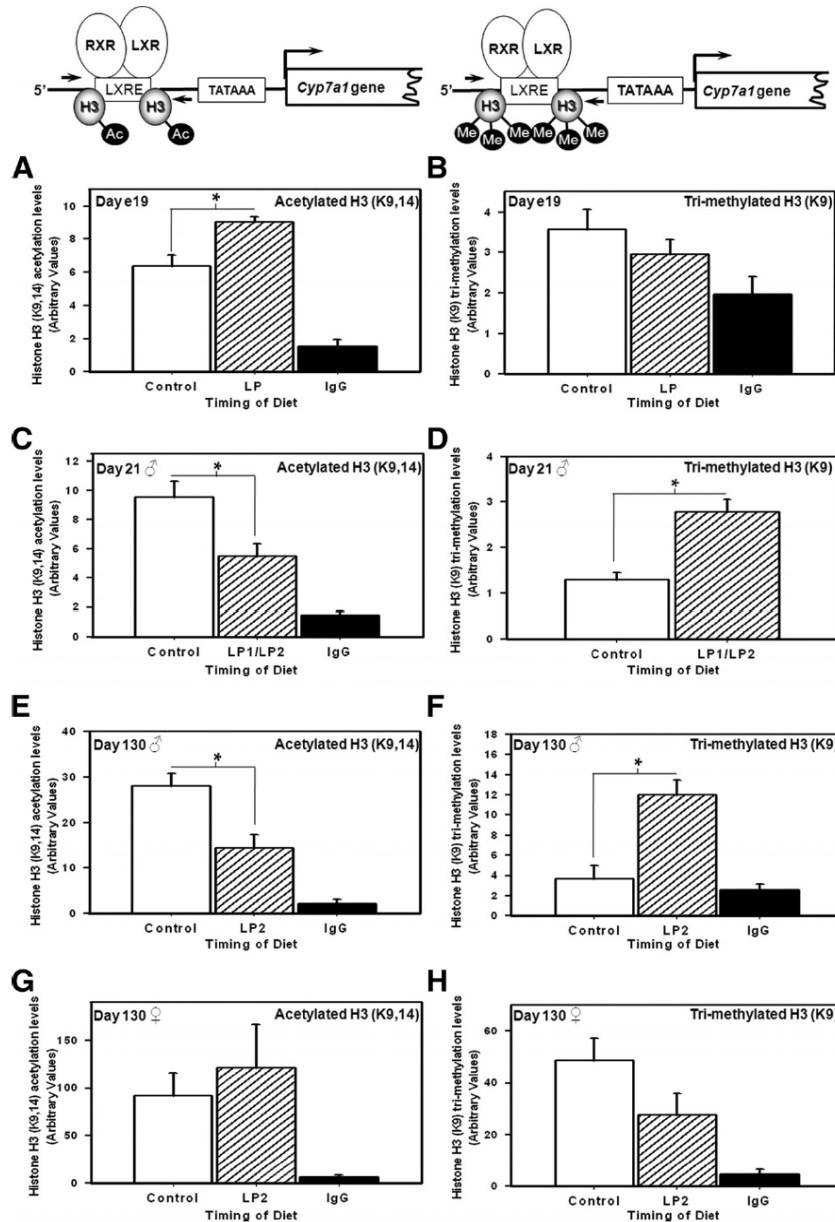 RXR LXR
5' LXRE TATAAA Cyp7a1 gene
H3 H3
Ac Ac
RXR LXR
5' LXRE TATAAA Cyp7a1 gene
H3 H3
Me Me Me Me Me Me
A
Day e19 * Acetylated H3 (K9,14)
Histone H3 (K9,14) acetylation levels
(Arbitrary Values)
10
8
6
4
2
0
Control LP IgG
Timing of Diet
B
Day e19 Tri-methylated H3 (K9)
Histone H3 (K9) tri-methylation levels
(Arbitrary Values)
4
3
2
1
0
Control LP IgG
Timing of Diet
C
Day 21 ♂ * Acetylated H3 (K9,14)
Histone H3 (K9,14) acetylation levels
(Arbitrary Values)
12
10
8
6
4
2
0
Control LP1/LP2 IgG
Timing of Diet
D
Day 21 ♂ Tri-methylated H3 (K9)
*
Histone H3 (K9) tri-methylation levels
(Arbitrary Values)
4
3
2
1
0
Control LP1/LP2
Timing of Diet
E
Day 130 ♂ Acetylated H3 (K9,14)
*
Histone H3 (K9,14) acetylation levels
(Arbitrary Values)
40
30
20
10
0
Control LP2 IgG
Timing of Diet
F
Day 130 ♂ Tri-methylated H3 (K9)
*
Histone H3 (K9) tri-methylation levels
(Arbitrary Values)
18
16
14
12
10
8
6
4
2
0
Control LP2 IgG
Timing of Diet
G
Day 130 ♀ Acetylated H3 (K9,14)
Histone H3 (K9,14) acetylation levels
(Arbitrary Values)
150
100
50
0
Control LP2 IgG
Timing of Diet
H
Day 130 ♀ Tri-methylated H3 (K9)
Histone H3 (K9) tri-methylation levels
(Arbitrary Values)
60
40
20
0
Control LP2 IgG
Timing of Diet